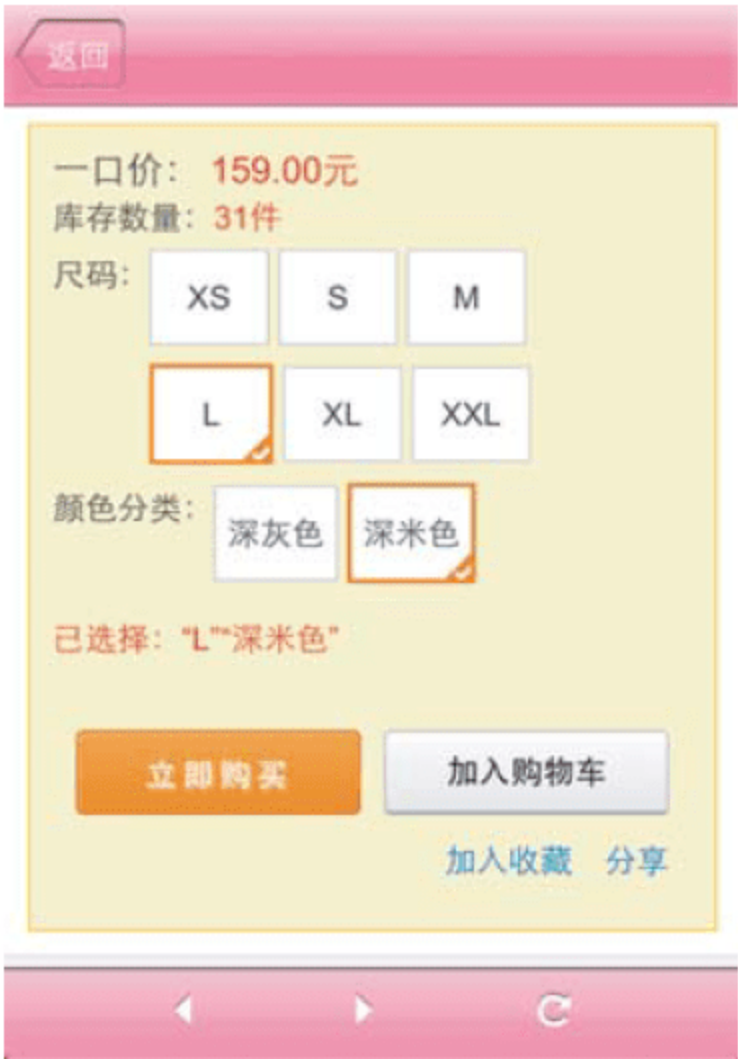 返回
一口价：159.00元
库存数量：31件
尺码：XS S M
L XL XXL
颜色分类：深灰色 深米色
已选择：“L”“深米色”
立即购买 加入购物车
加入收藏 分享